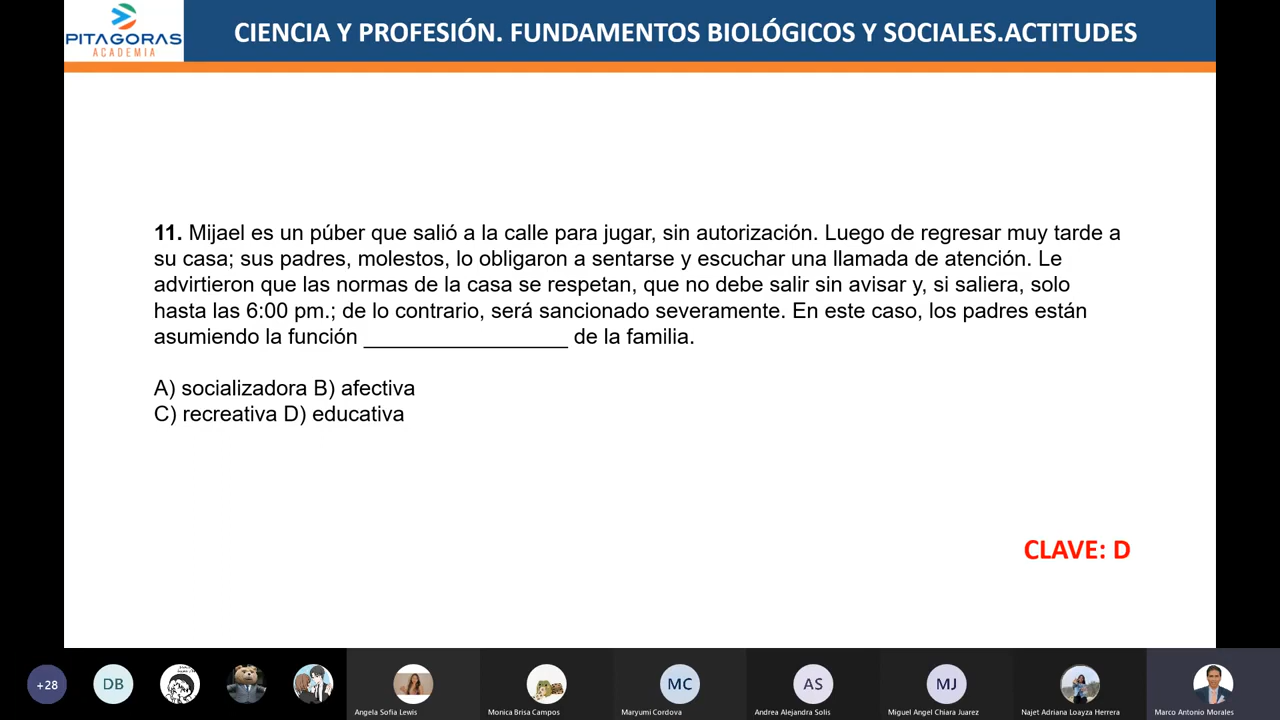 PITAGORAS
ACADEMIA
CIENCIA Y PROFESIÓN. FUNDAMENTOS BIOLÓGICOS Y SOCIALES.ACTITUDES
11. Mijael es un púber que salió a la calle para jugar, sin autorización. Luego de regresar muy tarde a
su casa; sus padres, molestos, lo obligaron a sentarse y escuchar una llamada de atención. Le
advirtieron que las normas de la casa se respetan, que no debe salir sin avisar y, si saliera, solo
hasta las 6:00 pm.; de lo contrario, será sancionado severamente. En este caso, los padres están
asumiendo la función _________________ de la familia.
A) socializadora B) afectiva
C) recreativa D) educativa
CLAVE: D
+28 DB MC AS MJ
Angela Sofia Lewis Monica Brisa Campos Maryumi Cordova Andrea Alejandra Solis Miguel Angel Chiara Juarez Najet Adriana Loayza Herrera Marco Antonio Morales